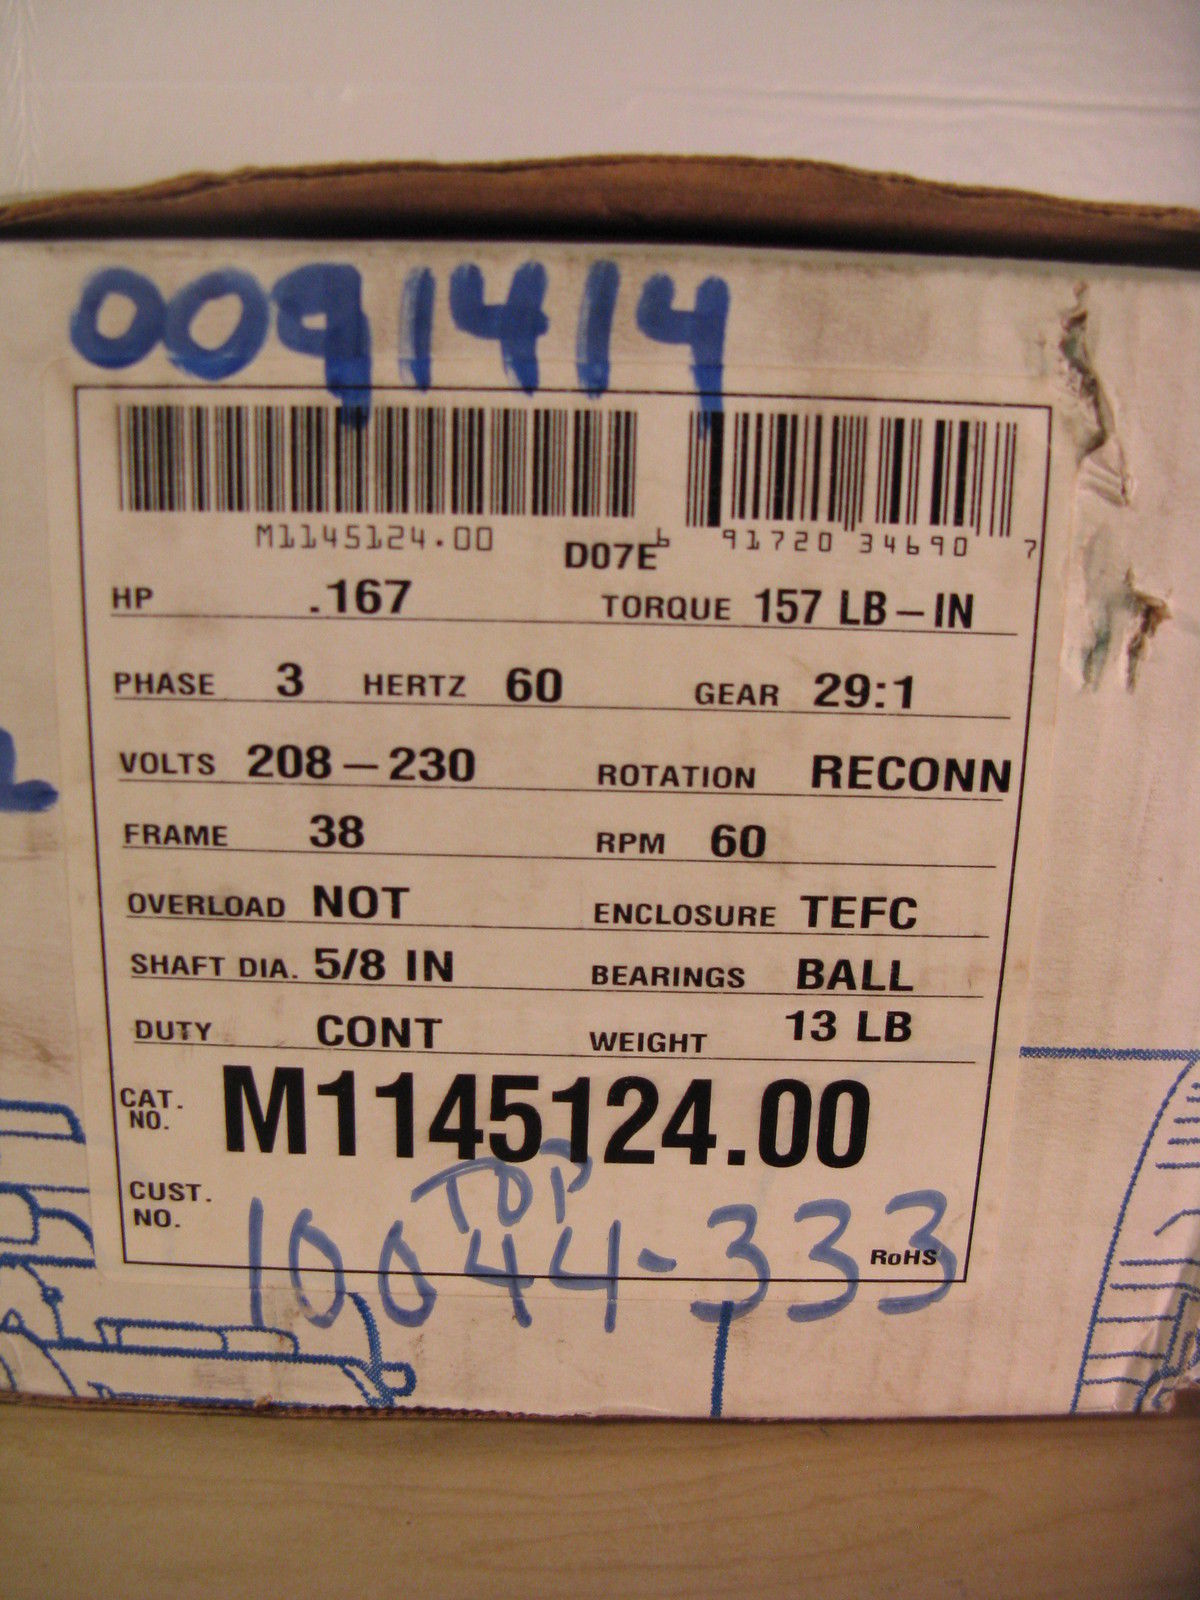 0091414
M1145124.00
D07E
6 91720 34690 7
HP .167 TORQUE 157 LB-IN
PHASE 3 HERTZ 60 GEAR 29:1
VOLTS 208-230 ROTATION RECONN
FRAME 38 RPM 60
OVERLOAD NOT ENCLOSURE TEFC
SHAFT DIA. 5/8 IN BEARINGS BALL
DUTY CONT WEIGHT 13 LB
CAT. NO. M1145124.00
TOP
CUST. NO.
10044-333
RoHS